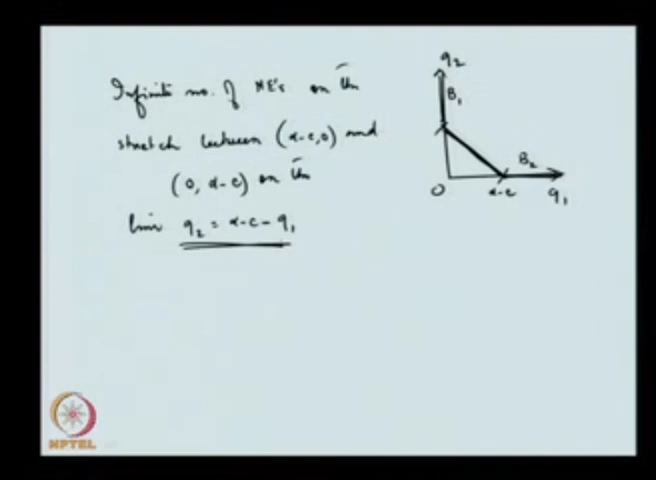 Infinite no. of NE's on the
stretch between (α-c,0) and
(0, α-c) on the
line q₂ = α-c-q₁
q₂
B₁
B₂
0
α-c
q₁
NPTEL